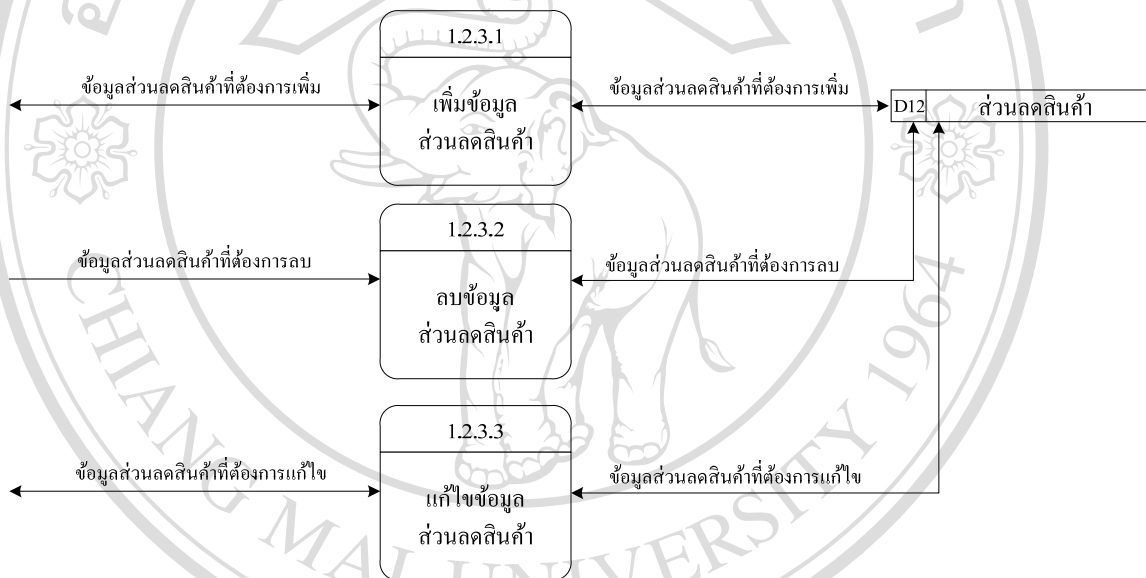 1.2.3.1
ข้อมูลส่วนลดสินค้าที่ต้องการเพิ่ม
เพิ่มข้อมูล
ส่วนลดสินค้า
ข้อมูลส่วนลดสินค้าที่ต้องการเพิ่ม
D12
ส่วนลดสินค้า
1.2.3.2
ข้อมูลส่วนลดสินค้าที่ต้องการลบ
ลบข้อมูล
ส่วนลดสินค้า
ข้อมูลส่วนลดสินค้าที่ต้องการลบ
1.2.3.3
ข้อมูลส่วนลดสินค้าที่ต้องการแก้ไข
แก้ไขข้อมูล
ส่วนลดสินค้า
ข้อมูลส่วนลดสินค้าที่ต้องการแก้ไข
CHIANG MAI UNIVERSITY 1964